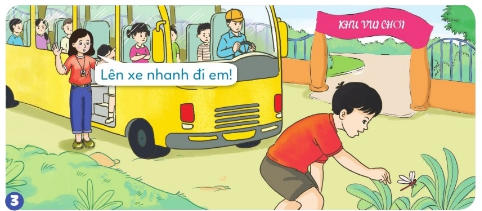 KHU VUI CHƠI
Lên xe nhanh đi em!
3